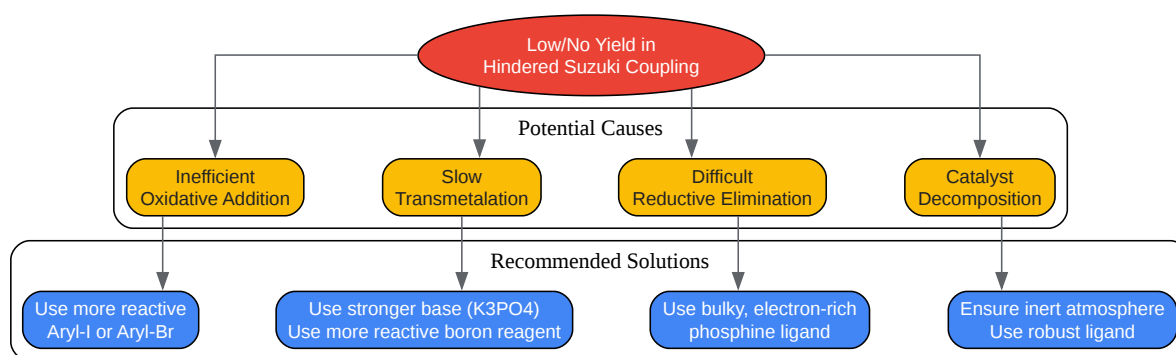 Low/No Yield in
Hindered Suzuki Coupling
Potential Causes
Inefficient
Oxidative Addition
Slow
Transmetalation
Difficult
Reductive Elimination
Catalyst
Decomposition
Recommended Solutions
Use more reactive
Aryl-I or Aryl-Br
Use stronger base (K3PO4)
Use more reactive boron reagent
Use bulky, electron-rich
phosphine ligand
Ensure inert atmosphere
Use robust ligand